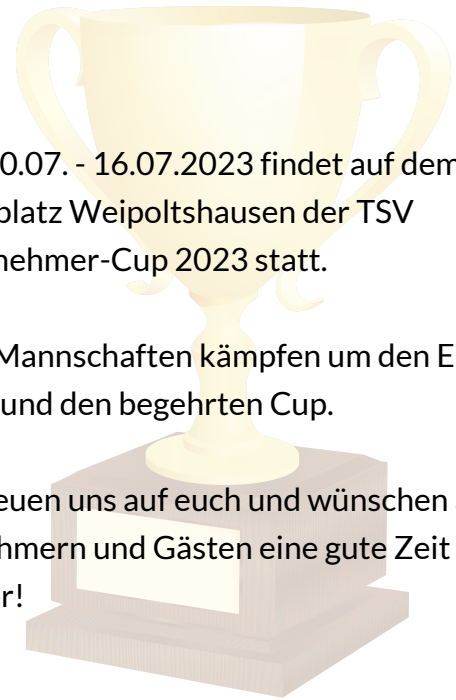 0.07. - 16.07.2023 findet auf dem
platz Weipoltshausen der TSV
nehmer-Cup 2023 statt.
Mannschaften kämpfen um den E
und den begehrten Cup.
euen uns auf euch und wünschen
hmern und Gästen eine gute Zeit
r!